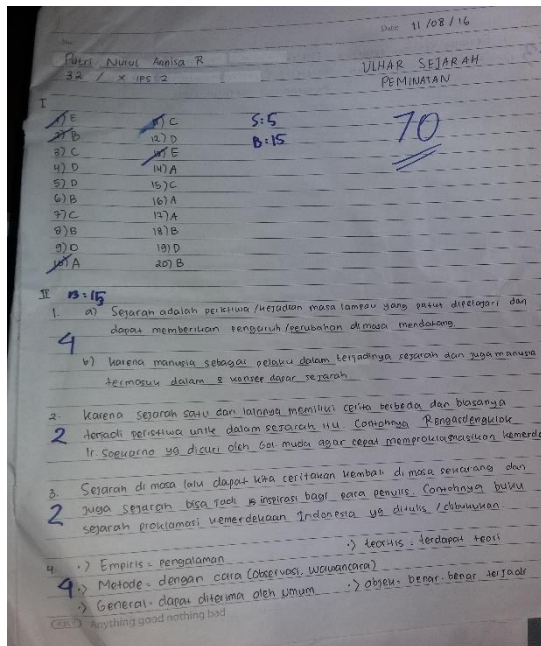 Date: 11/08/16
Putri Nurul Annisa R
32 / X IPS 2
ULHAR SEJARAH
PEMINATAN
I
1) E
2) B
3) C
4) D
5) D
6) B
7) C
8) B
9) D
10) A
11) C
12) D
13) E
14) A
15) C
16) A
17) A
18) B
19) D
20) B
S: 5
B: 15
70
II B: 15
1. a) Sejarah adalah peristiwa /kejadian masa lampau yang patut dipelajari dan
dapat memberikan pengaruh /perubahan dimasa mendatang.
4
b) Karena manusia sebagai pelaku dalam terjadinya sejarah dan juga manusia
termasuk dalam 3 konsep dasar sejarah
2. Karena sejarah satu dan lainnya memiliki cerita berbeda dan biasanya
2 terjadi peristiwa unik dalam sejarah itu. Contohnya Rengasdengklok
Ir. Soekarno yg diculi oleh Gol. muda agar cepat memproklamasikan kemerde
3. Sejarah di masa lalu dapat kita ceritakan kembali di masa sekarang dan
2 juga sejarah bisa jadi inspirasi bagi para penulis. Contohnya buku
sejarah proklamasi kemerdekaan Indonesia yg ditulis /dibukukan
4. •) Empiris = pengalaman •) teoritis = terdapat teori
4 •) Metode = dengan cara (observasi, wawancara)
•) General = dapat diterima oleh umum •) objek = benar-benar terjadi
Anything good nothing bad